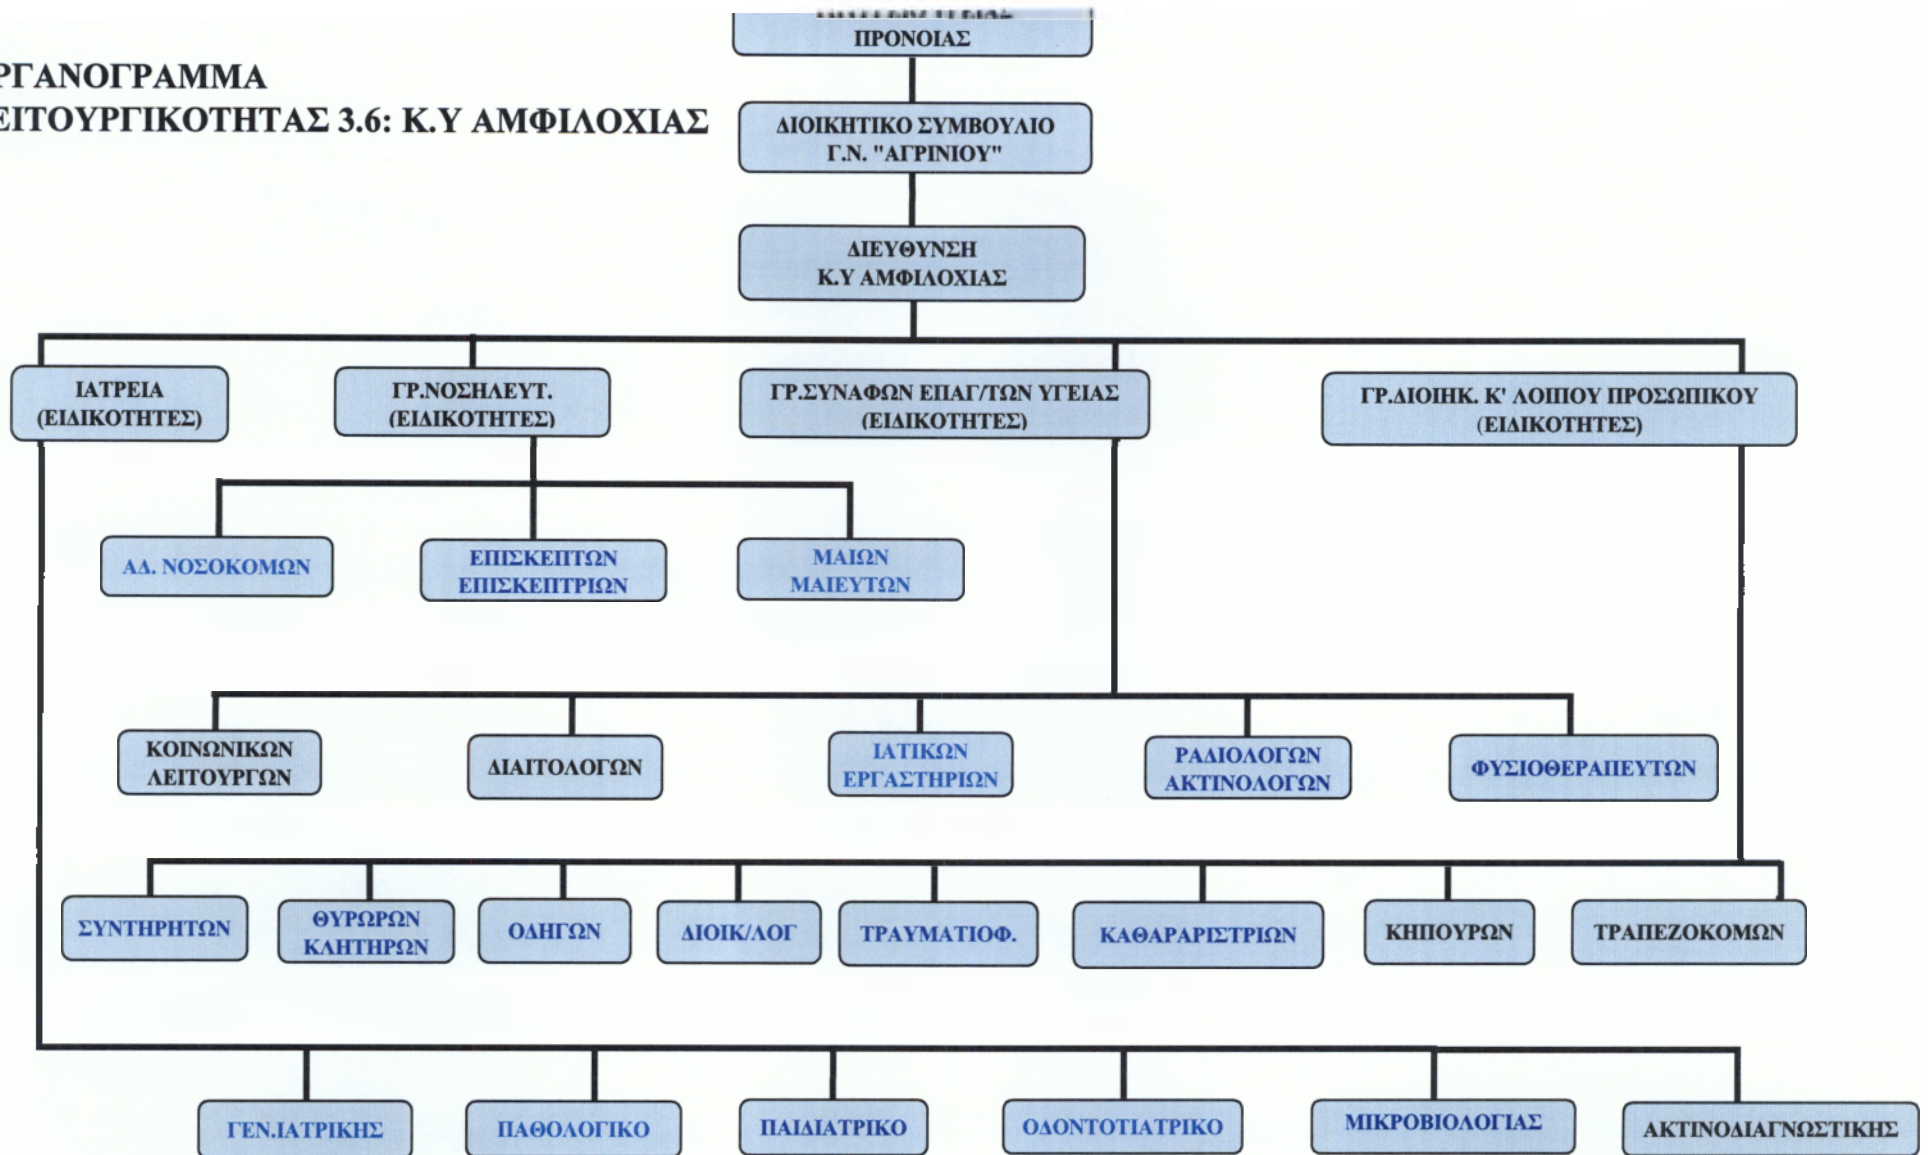 ΠΡΟΝΟΙΑΣ
ΡΓΑΝΟΓΡΑΜΜΑ
ΕΙΤΟΥΡΓΙΚΟΤΗΤΑΣ 3.6: Κ.Υ ΑΜΦΙΛΟΧΙΑΣ
ΔΙΟΙΚΗΤΙΚΟ ΣΥΜΒΟΥΛΙΟ
Γ.Ν. "ΑΓΡΙΝΙΟΥ"
ΔΙΕΥΘΥΝΣΗ
Κ.Υ ΑΜΦΙΛΟΧΙΑΣ
ΙΑΤΡΕΙΑ
(ΕΙΔΙΚΟΤΗΤΕΣ)
ΓΡ.ΝΟΣΗΛΕΥΤ.
(ΕΙΔΙΚΟΤΗΤΕΣ)
ΓΡ.ΣΥΝΑΦΩΝ ΕΠΑΓ/ΤΩΝ ΥΓΕΙΑΣ
(ΕΙΔΙΚΟΤΗΤΕΣ)
ΓΡ.ΔΙΟΙΗΚ. Κ' ΛΟΙΠΟΥ ΠΡΟΣΩΠΙΚΟΥ
(ΕΙΔΙΚΟΤΗΤΕΣ)
ΑΔ. ΝΟΣΟΚΟΜΩΝ
ΕΠΙΣΚΕΠΤΩΝ
ΕΠΙΣΚΕΠΤΡΙΩΝ
ΜΑΙΩΝ
ΜΑΙΕΥΤΩΝ
ΚΟΙΝΩΝΙΚΩΝ
ΛΕΙΤΟΥΡΓΩΝ
ΔΙΑΙΤΟΛΟΓΩΝ
ΙΑΤΙΚΩΝ
ΕΡΓΑΣΤΗΡΙΩΝ
ΡΑΔΙΟΛΟΓΩΝ
ΑΚΤΙΝΟΛΟΓΩΝ
ΦΥΣΙΟΘΕΡΑΠΕΥΤΩΝ
ΣΥΝΤΗΡΗΤΩΝ
ΘΥΡΩΡΩΝ
ΚΛΗΤΗΡΩΝ
ΟΔΗΓΩΝ
ΔΙΟΙΚ/ΛΟΓ
ΤΡΑΥΜΑΤΙΟΦ.
ΚΑΘΑΡΑΡΙΣΤΡΙΩΝ
ΚΗΠΟΥΡΩΝ
ΤΡΑΠΕΖΟΚΟΜΩΝ
ΓΕΝ.ΙΑΤΡΙΚΗΣ
ΠΑΘΟΛΟΓΙΚΟ
ΠΑΙΔΙΑΤΡΙΚΟ
ΟΔΟΝΤΟΤΙΑΤΡΙΚΟ
ΜΙΚΡΟΒΙΟΛΟΓΙΑΣ
ΑΚΤΙΝΟΔΙΑΓΝΩΣΤΙΚΗΣ